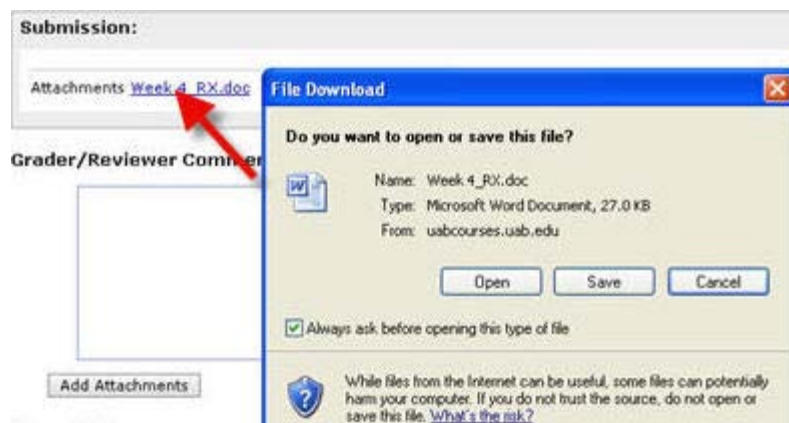 Submission:
Attachments Week 4_RX.doc
File Download
Do you want to open or save this file?
Grader/Reviewer Comme
Name: Week 4_RX.doc
Type: Microsoft Word Document, 27.0 KB
From: uabcourses.uab.edu
Open Save Cancel
Always ask before opening this type of file
Add Attachments
While files from the Internet can be useful, some files can potentially
harm your computer. If you do not trust the source, do not open or
save this file. What's the risk?